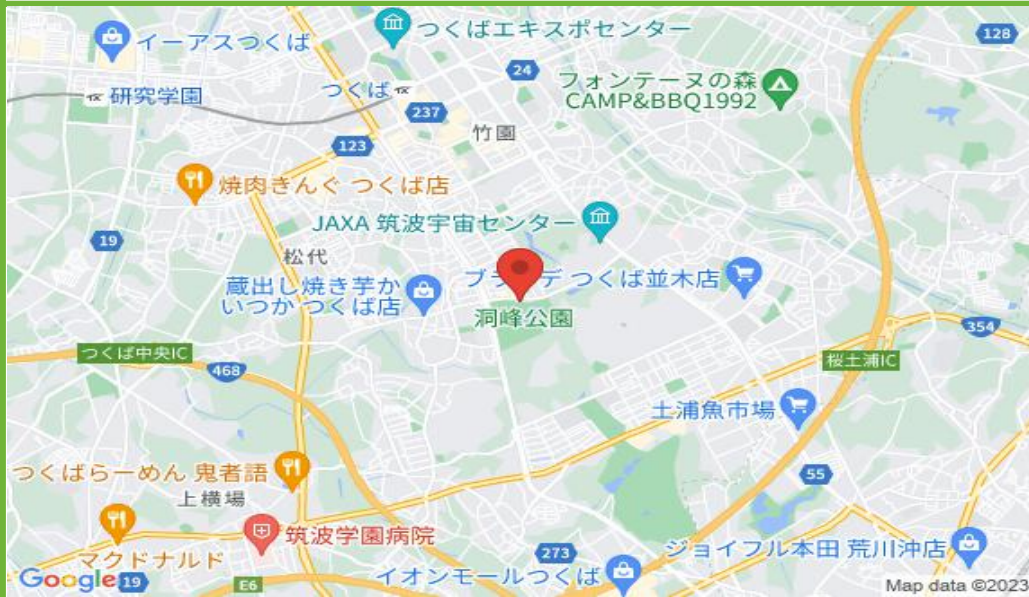 つくばエキスポセンター
128
イーアスつくば
24
フォンテーヌの森
CAMP&BBQ1992
つくば
TX
TX 研究学園
237
竹園
123
焼肉きんぐ つくば店
JAXA 筑波宇宙センター
19
松代
蔵出し焼き芋か
いつか つくば店
ブラ
デ つくば並木店
洞峰公園
354
つくば中央IC
468
桜土浦IC
土浦魚市場
つくばらーめん 鬼者語
55
上横場
筑波学園病院
マクドナルド
273
ジョイフル本田 荒川沖店
Google
19
E6
イオンモールつくば
Map data ©2023